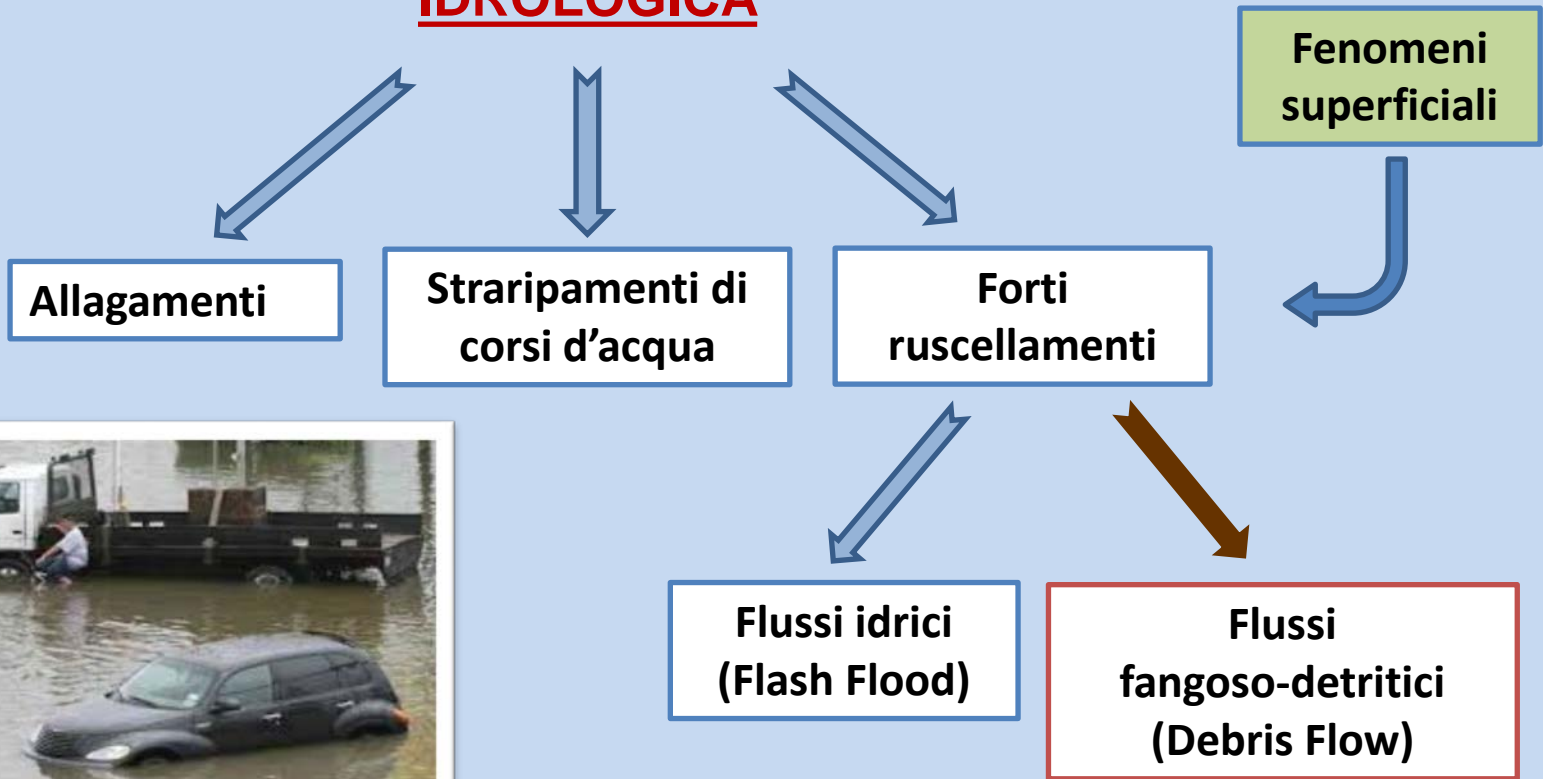 IDROLOGICA
Fenomeni
superficiali
Allagamenti
Straripamenti di
corsi d’acqua
Forti
ruscellamenti
Flussi idrici
(Flash Flood)
Flussi
fangoso-detritici
(Debris Flow)